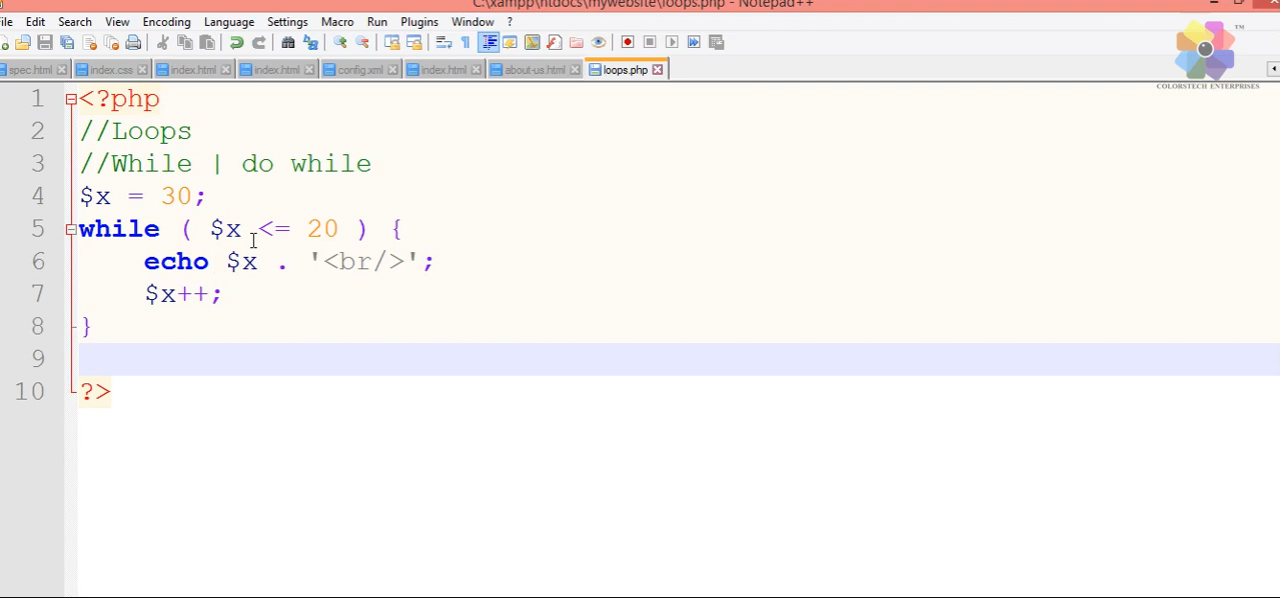 C:\xampp\htdocs\mywebsite\loops.php - Notepad++
File Edit Search View Encoding Language Settings Macro Run Plugins Window ?
™
COLORSTECH ENTERPRISES
spec.html index.css index.html index.html config.xml index.html about-us.html loops.php
1 <?php
2 //Loops
3 //While | do while
4 $x = 30;
5 while ( $x <= 20 ) {
6 echo $x . '<br/>';
7 $x++;
8 }
9
10 ?>